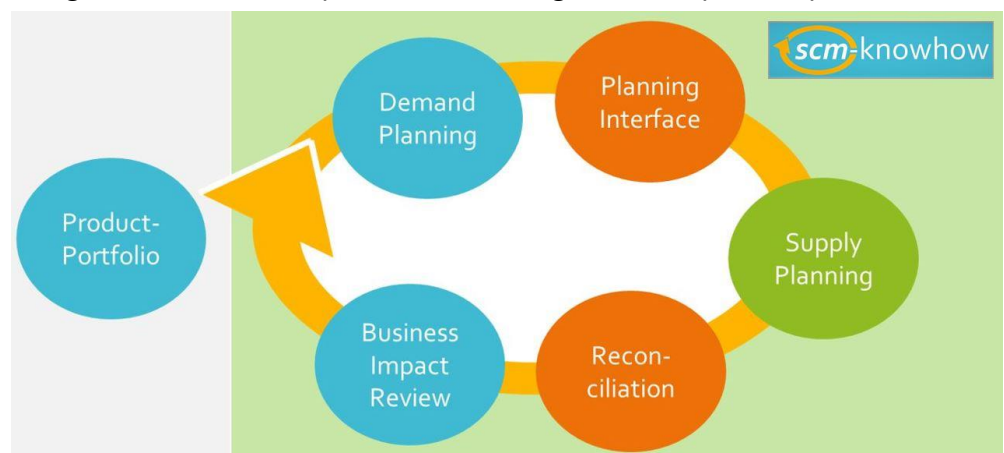 scm-knowhow
Demand
Planning
Planning
Interface
Product-
Portfolio
Supply
Planning
Business
Impact
Review
Recon-
ciliation